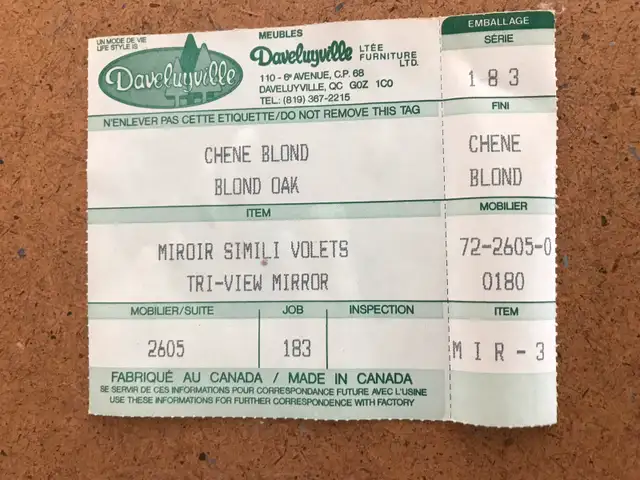 UN MODE DE VIE
LIFE STYLE IS
Daveluyville
MEUBLES
Daveluyville LTÉE
FURNITURE
LTD.
110 - 6e AVENUE, C.P. 68
DAVELUYVILLE, QC G0Z 1C0
TEL.: (819) 367-2215
N'ENLEVER PAS CETTE ETIQUETTE/DO NOT REMOVE THIS TAG
CHENE BLOND
BLOND OAK
ITEM
MIROIR SIMILI VOLETS
TRI-VIEW MIRROR
MOBILIER/SUITE JOB INSPECTION
2605 183
FABRIQUÉ AU CANADA / MADE IN CANADA
SE SERVIR DE CES INFORMATIONS POUR CORRESPONDANCE FUTURE AVEC L'USINE
USE THESE INFORMATIONS FOR FURTHER CORRESPONDENCE WITH FACTORY
EMBALLAGE
SÉRIE
183
FINI
CHENE
BLOND
MOBILIER
72-2605-0
0180
ITEM
MIR-3